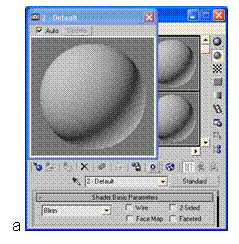 2 - Default
Auto Update
2 - Default Standard
Shader Basic Parameters
Blinn Wire 2-Sided
Face Map Faceted
a